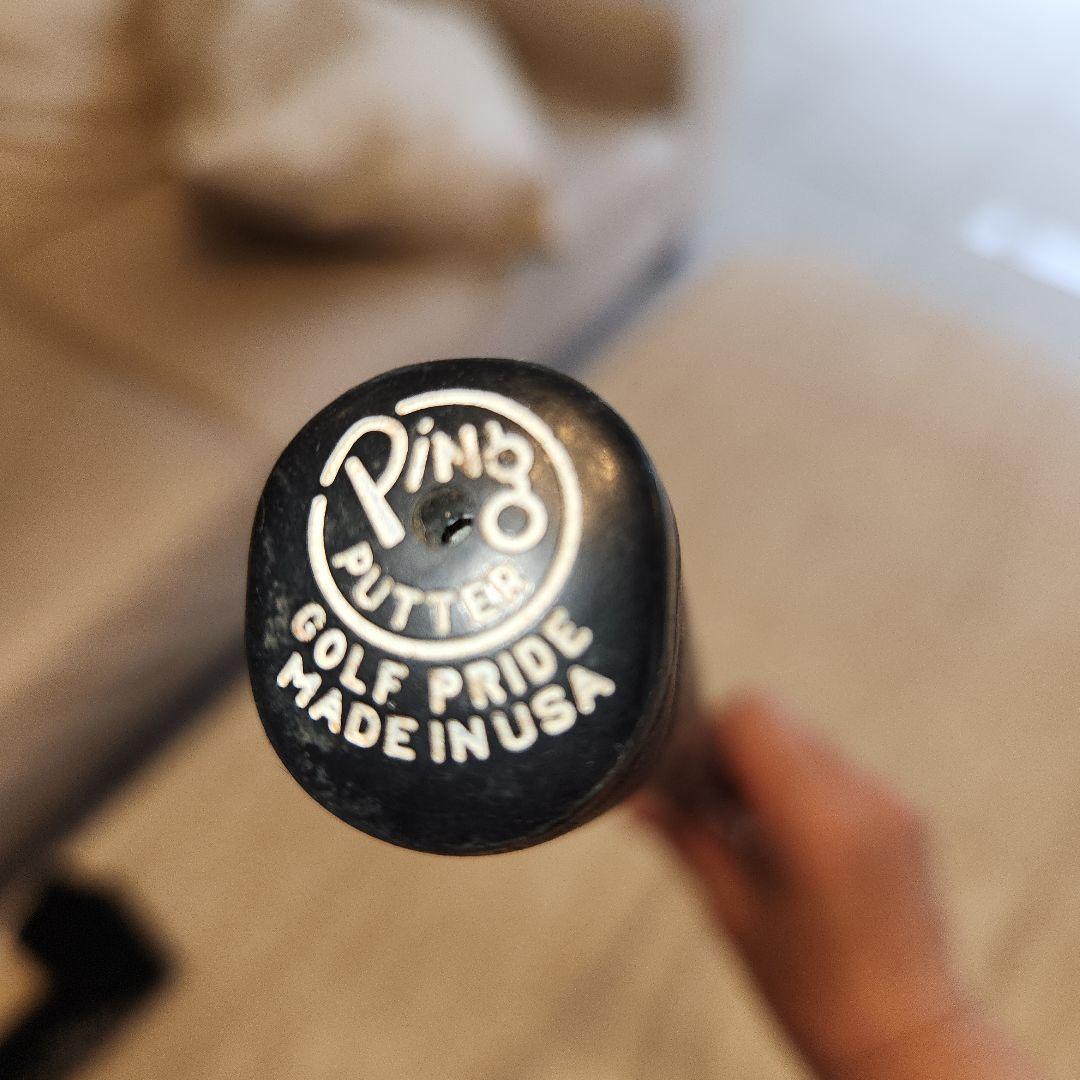 PiNg
PUTTER
GOLF PRIDE
MADE IN USA